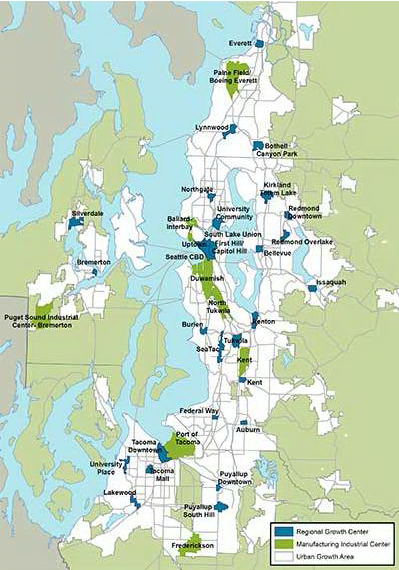 Everett
Paine Field/
Boeing Everett
Lynnwood
Bothell
Canyon Park
Northgate
Kirkland
Totem Lake
Silverdale
University
Community
Redmond
Downtown
Ballard
Interbay
South Lake Union
Uptown
First Hill/
Capitol Hill
Redmond Overlake
Seattle CBD
Bellevue
Bremerton
Duwamish
Issaquah
North
Tukwila
Puget Sound Industrial
Center- Bremerton
Burien
Renton
Tukwila
SeaTac
Kent
Kent
Federal Way
Auburn
Port of
Tacoma
Tacoma
Downtown
University
Place
Tacoma
Mall
Puyallup
Downtown
Lakewood
Puyallup
South Hill
Frederickson
Regional Growth Center
Manufacturing Industrial Center
Urban Growth Area